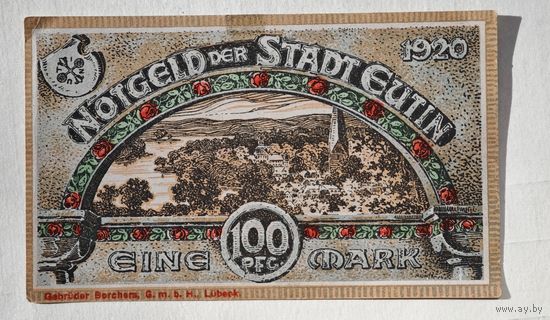 NOTGELD DER STADT EUTIN
1920
100
PFG.
EINE MARK
Gebrüder Borchers, G. m. b. H., Lübeck.
www.ay.by